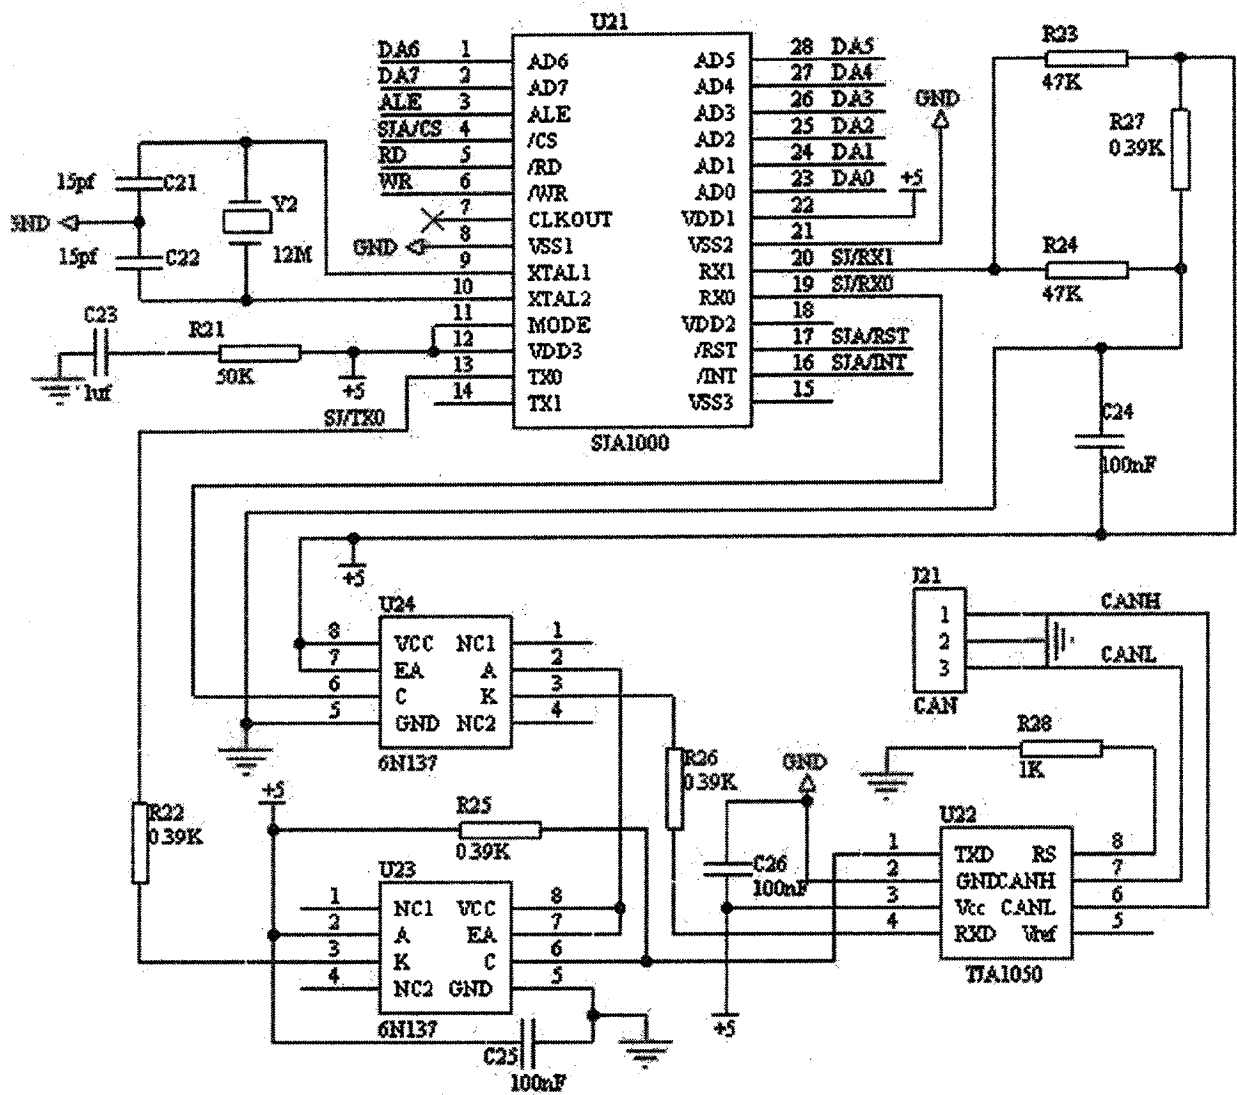 U21
DA6 1 AD6 AD5 28 DA5
DA7 2 AD7 AD4 27 DA4
ALE 3 ALE AD3 26 DA3
SJA/CS 4 /CS AD2 25 DA2
RD 5 /RD AD1 24 DA1
WR 6 /WR AD0 23 DA0
7 CLKOUT VDD1 22
8 VSS1 VSS2 21
9 XTAL1 RX1 20 SJ/RX1
10 XTAL2 RX0 19 SJ/RX0
11 MODE VDD2 18
12 VDD3 /RST 17 SJA/RST
13 TX0 /INT 16 SJA/INT
14 TX1 VSS3 15
SJA1000
GND
+5
GND
15pf C21
GND
Y2
12M
15pf C22
C23
1uf
R21
50K
+5
SJ/TX0
R23
47K
R27
0.39K
R24
47K
C24
100nF
+5
U24
8 VCC NC1 1
7 EA A 2
6 C K 3
5 GND NC2 4
6N137
J21
1 CANH
2
3 CANL
CAN
R28
1K
R26
0.39K
GND
C26
100nF
+5
U22
1 TXD RS 8
2 GND CANH 7
3 Vcc CANL 6
4 RXD Vref 5
TJA1050
+5
R22
0.39K
R25
0.39K
U23
1 NC1 VCC 8
2 A EA 7
3 K C 6
4 NC2 GND 5
6N137
C25
100nF